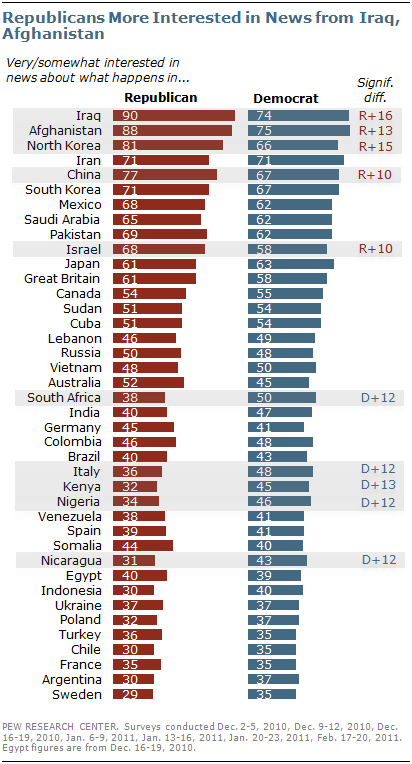 Republicans More Interested in News from Iraq,
Afghanistan
Very/somewhat interested in
news about what happens in...
Signif.
diff.
Republican Democrat
Iraq 90 74 R+16
Afghanistan 88 75 R+13
North Korea 81 66 R+15
Iran 71 71
China 77 67 R+10
South Korea 71 67
Mexico 68 62
Saudi Arabia 65 62
Pakistan 69 62
Israel 68 58 R+10
Japan 61 63
Great Britain 61 58
Canada 54 55
Sudan 51 54
Cuba 51 54
Lebanon 46 49
Russia 50 48
Vietnam 48 50
Australia 52 45
South Africa 38 50 D+12
India 40 47
Germany 45 41
Colombia 46 48
Brazil 40 43
Italy 36 48 D+12
Kenya 32 45 D+13
Nigeria 34 46 D+12
Venezuela 38 41
Spain 39 41
Somalia 44 40
Nicaragua 31 43 D+12
Egypt 40 39
Indonesia 30 40
Ukraine 37 37
Poland 32 37
Turkey 36 35
Chile 30 35
France 35 35
Argentina 30 37
Sweden 29 35
PEW RESEARCH CENTER. Surveys conducted Dec. 2-5, 2010, Dec. 9-12, 2010, Dec.
16-19, 2010, Jan. 6-9, 2011, Jan. 13-16, 2011, Jan. 20-23, 2011, Feb. 17-20, 2011.
Egypt figures are from Dec. 16-19, 2010.